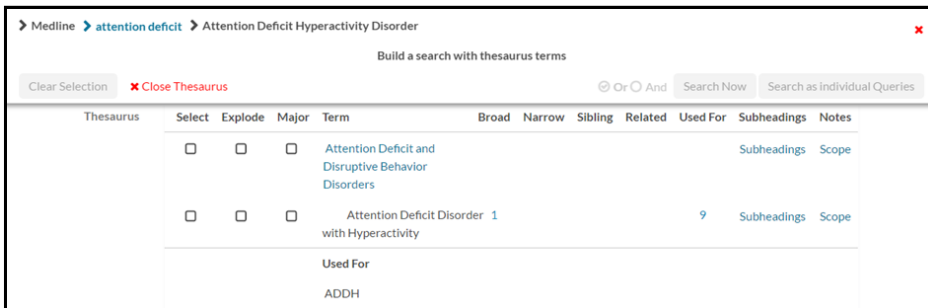 Medline attention deficit Attention Deficit Hyperactivity Disorder
Build a search with thesaurus terms
Clear Selection Close Thesaurus Or And Search Now Search as individual Queries
Thesaurus Select Explode Major Term Broad Narrow Sibling Related Used For Subheadings Notes
Attention Deficit and Subheadings Scope
Disruptive Behavior
Disorders
Attention Deficit Disorder 1 9 Subheadings Scope
with Hyperactivity
Used For
ADDH